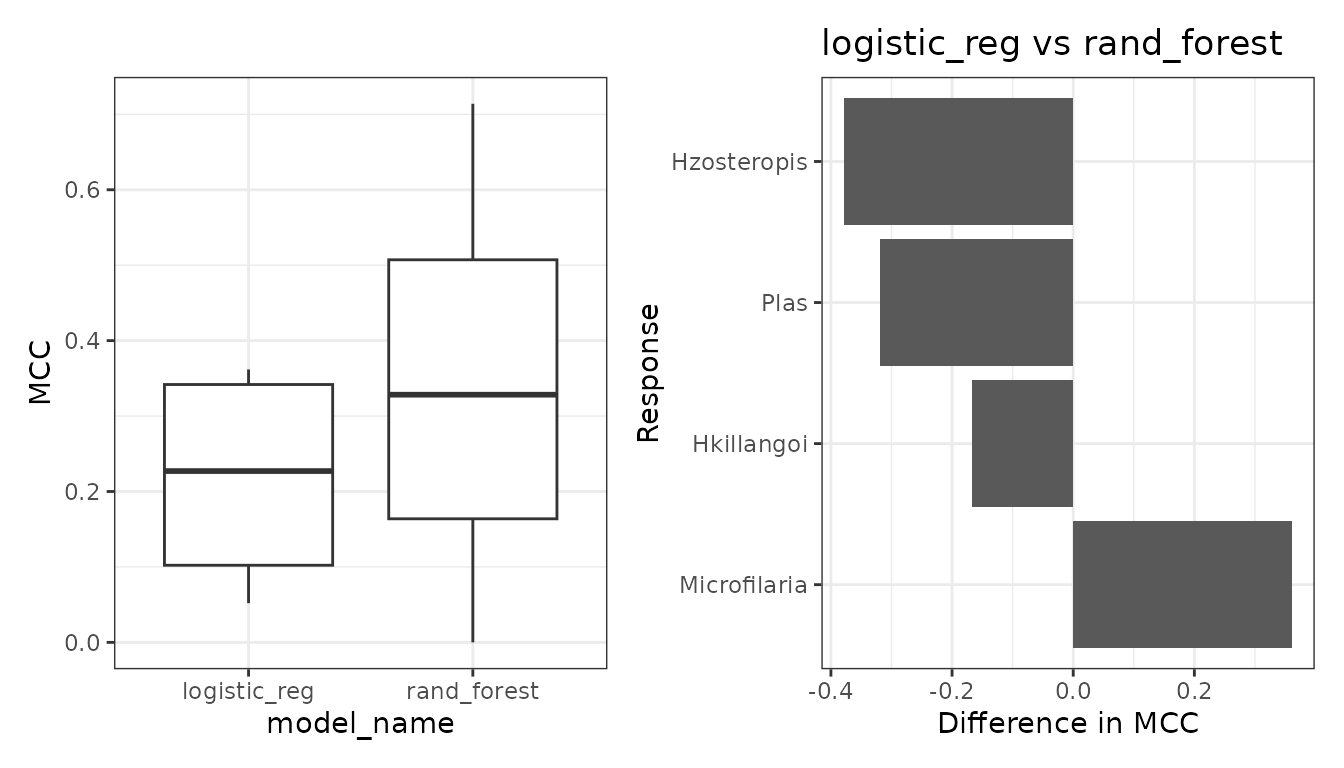 MCC
0.6
0.4
0.2
0.0
logistic_reg
rand_forest
model_name
logistic_reg vs rand_forest
Response
Hzosteropis
Plas
Hkillangoi
Microfilaria
-0.4
-0.2
0.0
0.2
Difference in MCC